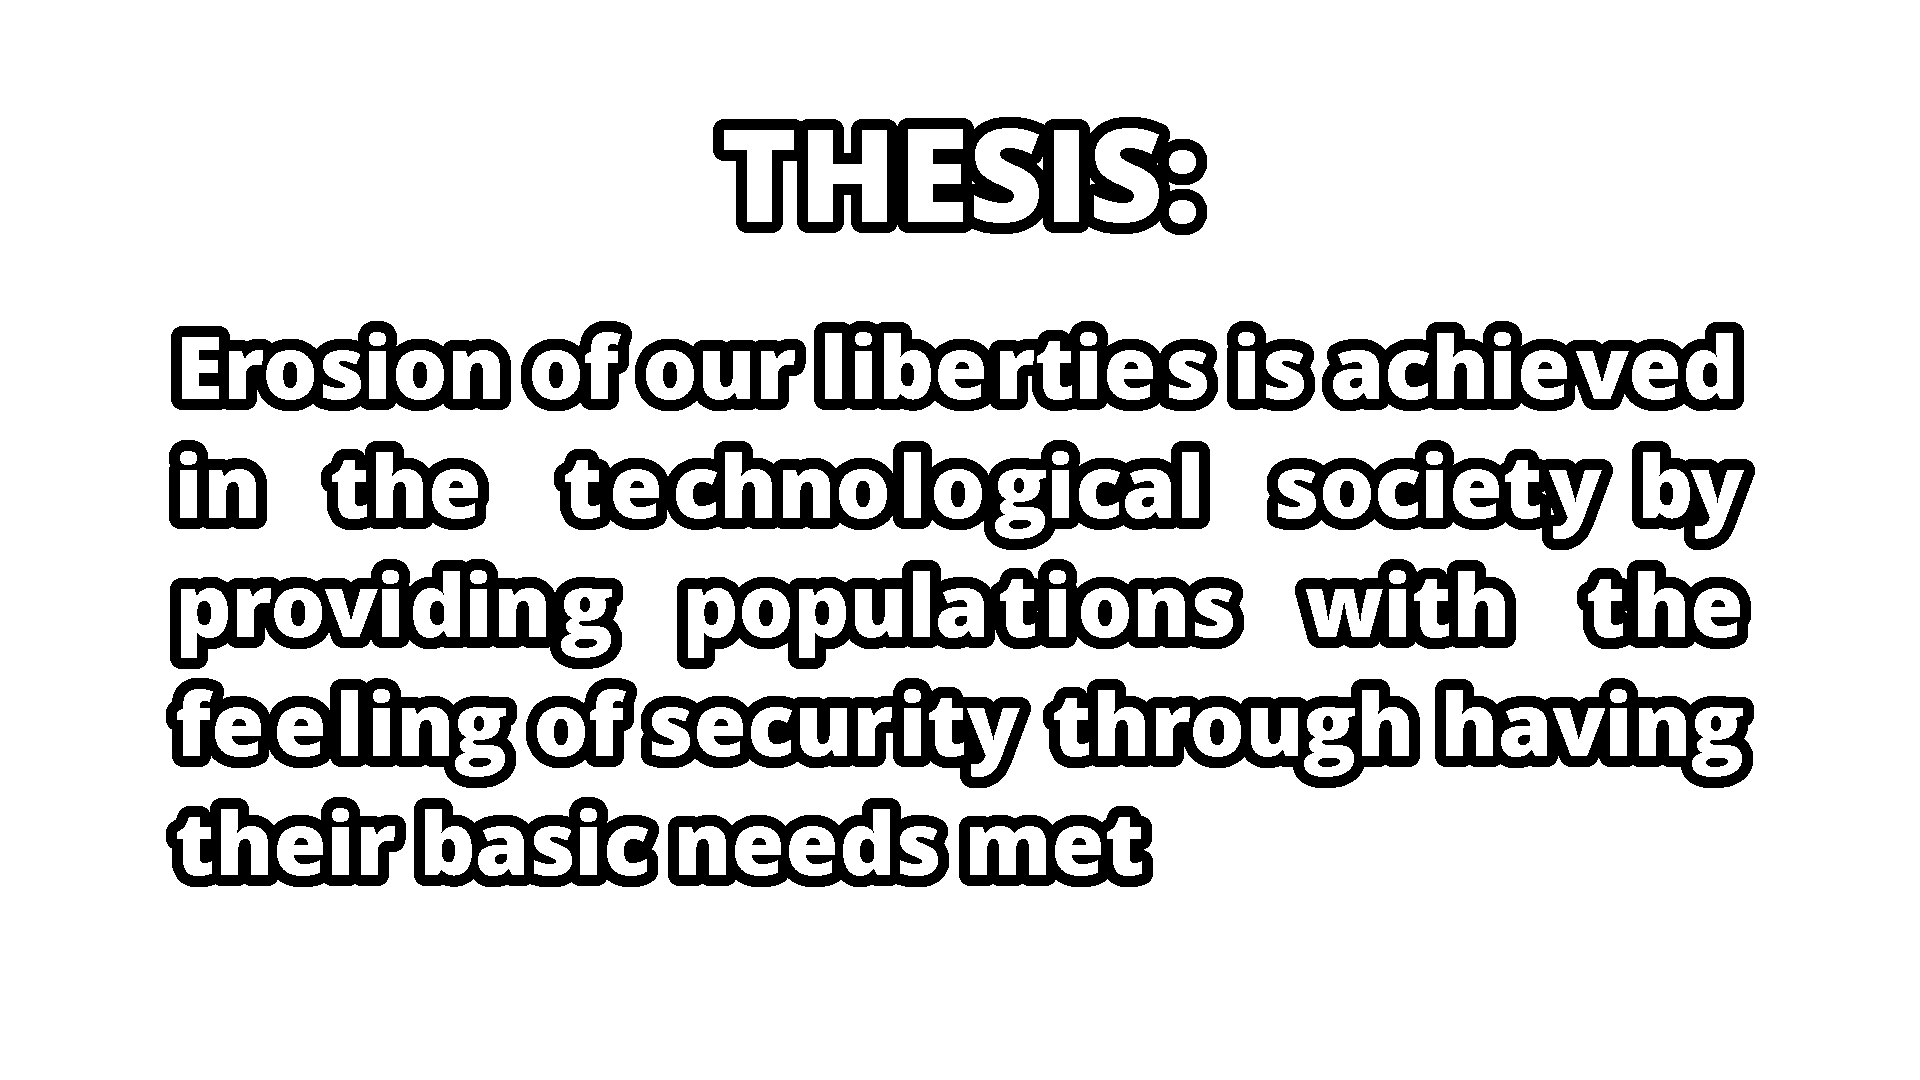 THESIS:
Erosion of our liberties is achieved
in the technological society by
providing populations with the
feeling of security through having
their basic needs met